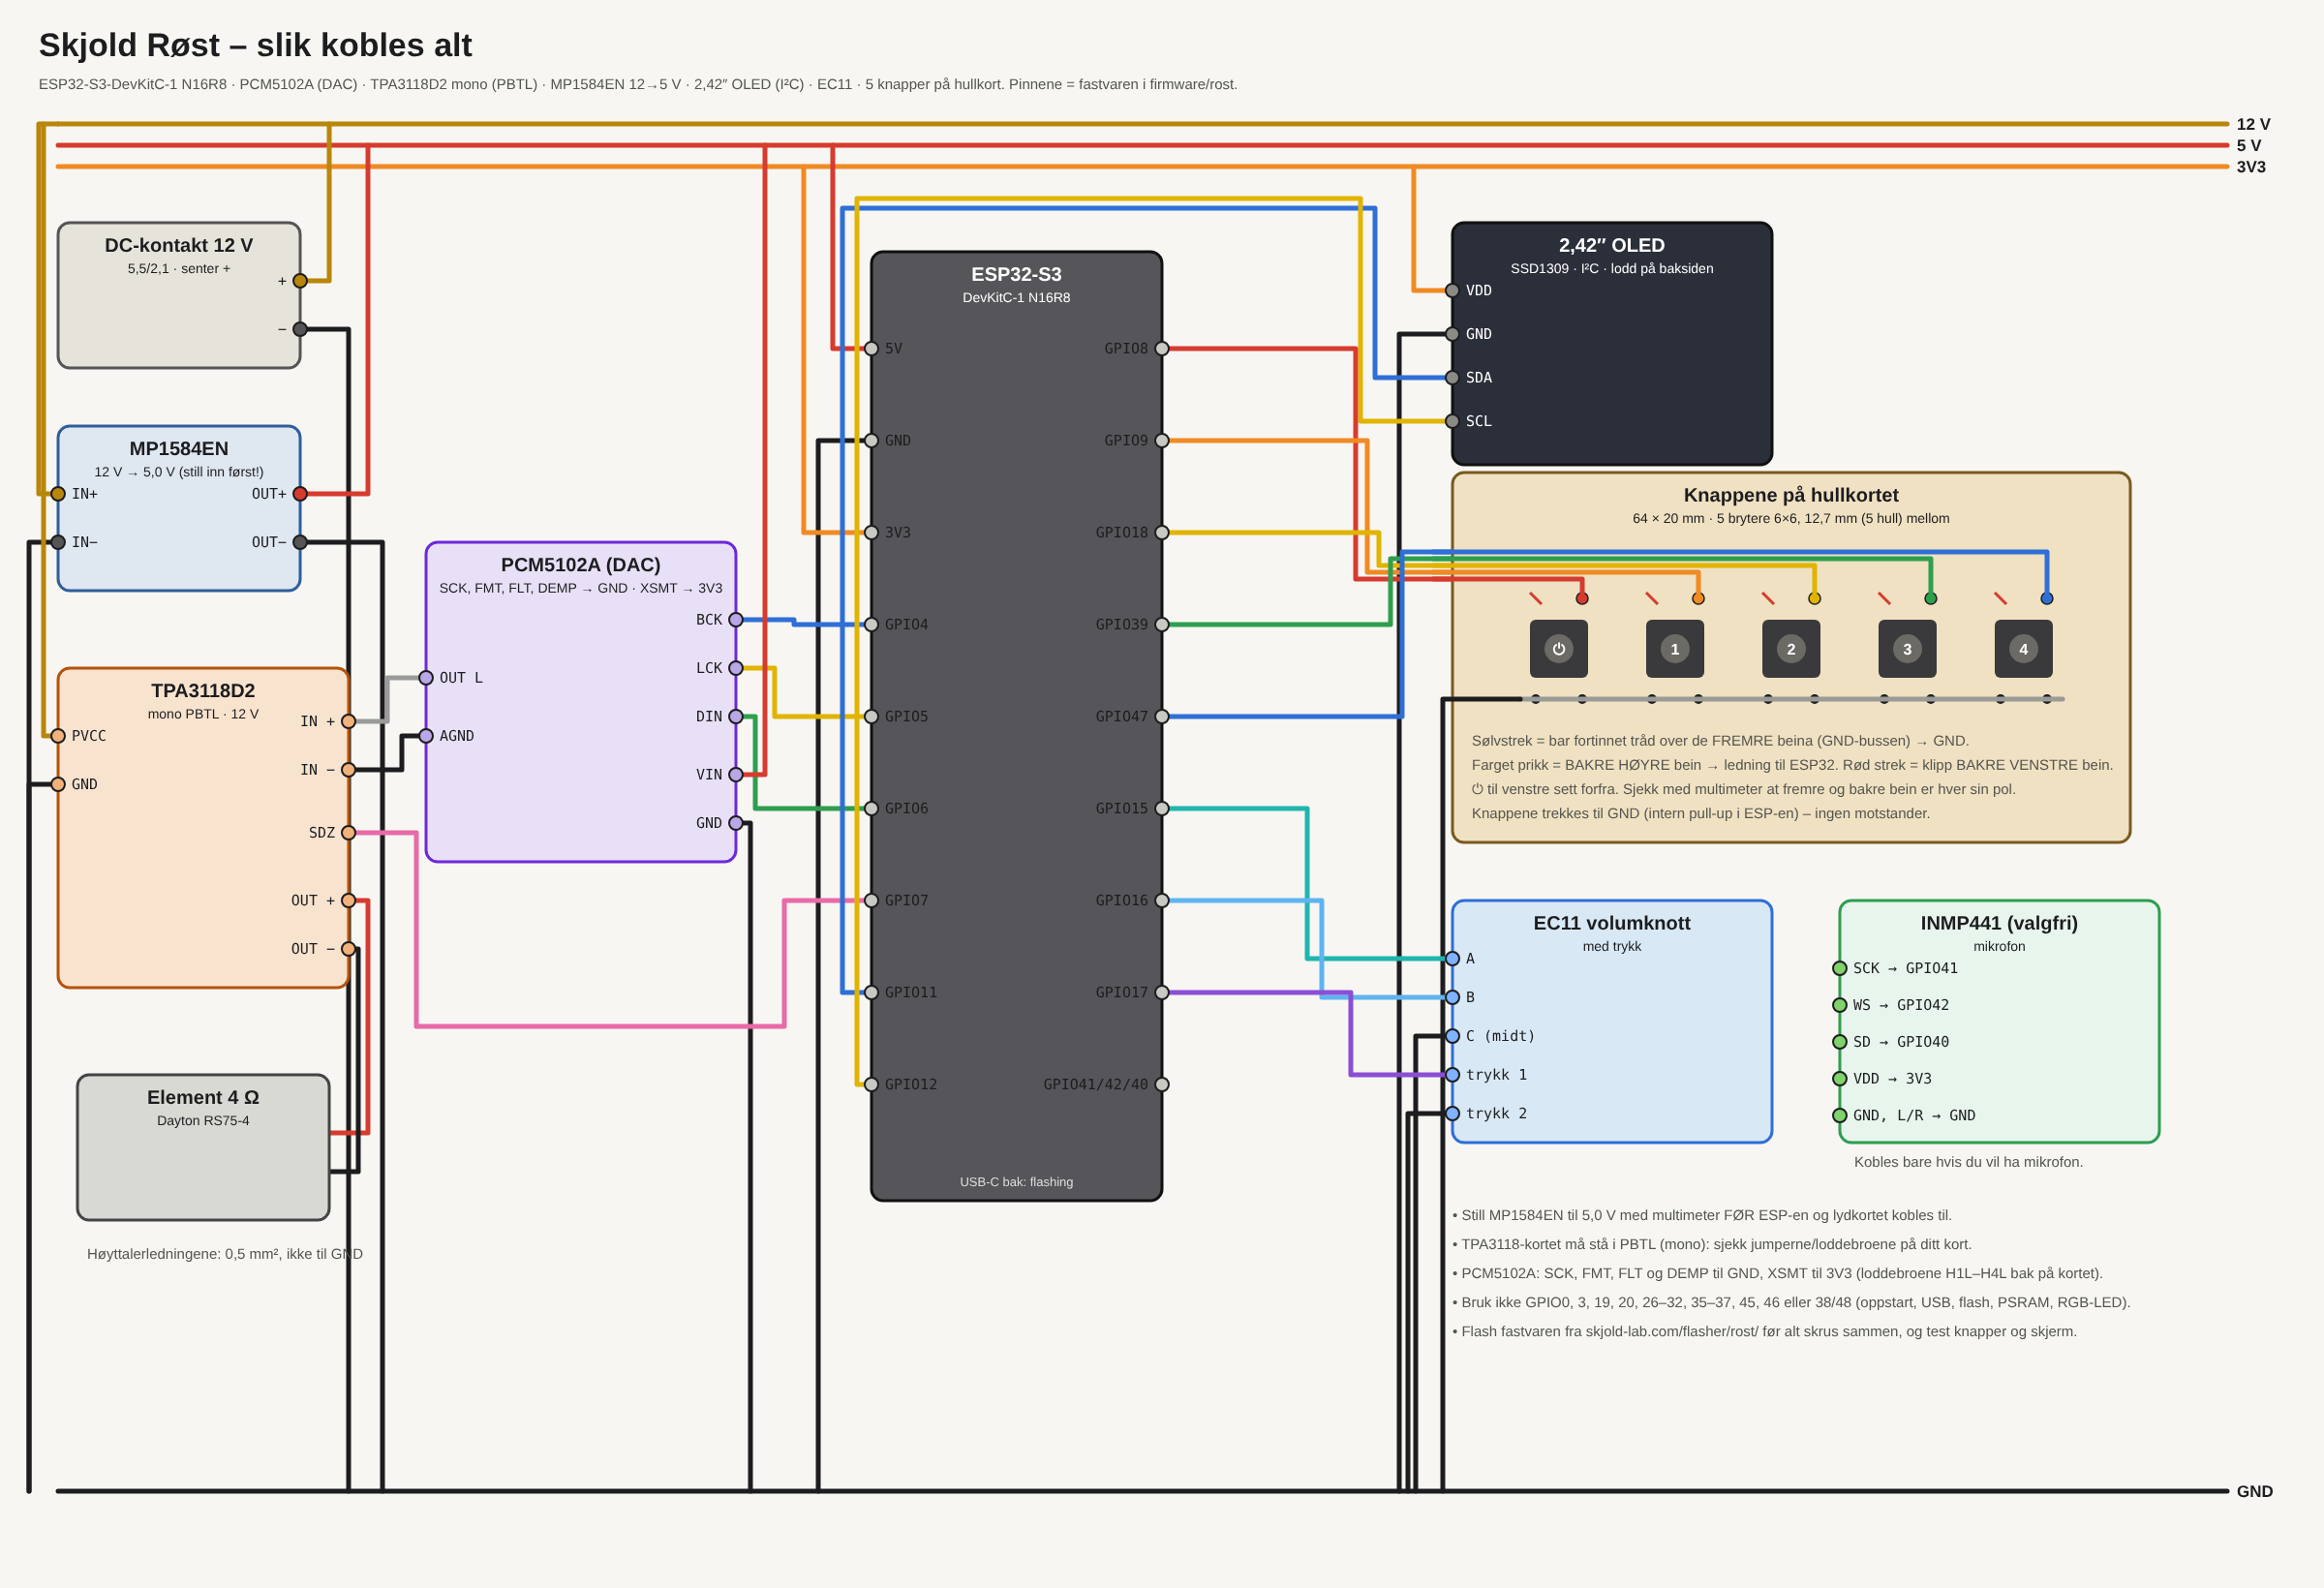 Skjold Røst – slik kobles alt
ESP32-S3-DevKitC-1 N16R8 · PCM5102A (DAC) · TPA3118D2 mono (PBTL) · MP1584EN 12→5 V · 2,42″ OLED (I²C) · EC11 · 5 knapper på hullkort. Pinnene = fastvaren i firmware/rost.
12 V
5 V
3V3
DC-kontakt 12 V
5,5/2,1 · senter +
+
−
MP1584EN
12 V → 5,0 V (still inn først!)
IN+
OUT+
IN−
OUT−
TPA3118D2
mono PBTL · 12 V
IN +
PVCC
IN −
GND
SDZ
OUT +
OUT −
Element 4 Ω
Dayton RS75-4
Høyttalerledningene: 0,5 mm², ikke til GND
PCM5102A (DAC)
SCK, FMT, FLT, DEMP → GND · XSMT → 3V3
BCK
LCK
OUT L
DIN
AGND
VIN
GND
ESP32-S3
DevKitC-1 N16R8
5V
GPIO8
GND
GPIO9
3V3
GPIO18
GPIO4
GPIO39
GPIO5
GPIO47
GPIO6
GPIO15
GPIO7
GPIO16
GPIO11
GPIO17
GPIO12
GPIO41/42/40
USB-C bak: flashing
2,42″ OLED
SSD1309 · I²C · lodd på baksiden
VDD
GND
SDA
SCL
Knappene på hullkortet
64 × 20 mm · 5 brytere 6×6, 12,7 mm (5 hull) mellom
⏻
1
2
3
4
Sølvstrek = bar fortinnet tråd over de FREMRE beina (GND-bussen) → GND.
Farget prikk = BAKRE HØYRE bein → ledning til ESP32. Rød strek = klipp BAKRE VENSTRE bein.
⏻ til venstre sett forfra. Sjekk med multimeter at fremre og bakre bein er hver sin pol.
Knappene trekkes til GND (intern pull-up i ESP-en) – ingen motstander.
EC11 volumknott
med trykk
A
B
C (midt)
trykk 1
trykk 2
INMP441 (valgfri)
mikrofon
SCK → GPIO41
WS → GPIO42
SD → GPIO40
VDD → 3V3
GND, L/R → GND
Kobles bare hvis du vil ha mikrofon.
• Still MP1584EN til 5,0 V med multimeter FØR ESP-en og lydkortet kobles til.
• TPA3118-kortet må stå i PBTL (mono): sjekk jumperne/loddebroene på ditt kort.
• PCM5102A: SCK, FMT, FLT og DEMP til GND, XSMT til 3V3 (loddebroene H1L–H4L bak på kortet).
• Bruk ikke GPIO0, 3, 19, 20, 26–32, 35–37, 45, 46 eller 38/48 (oppstart, USB, flash, PSRAM, RGB-LED).
• Flash fastvaren fra skjold-lab.com/flasher/rost/ før alt skrus sammen, og test knapper og skjerm.
GND